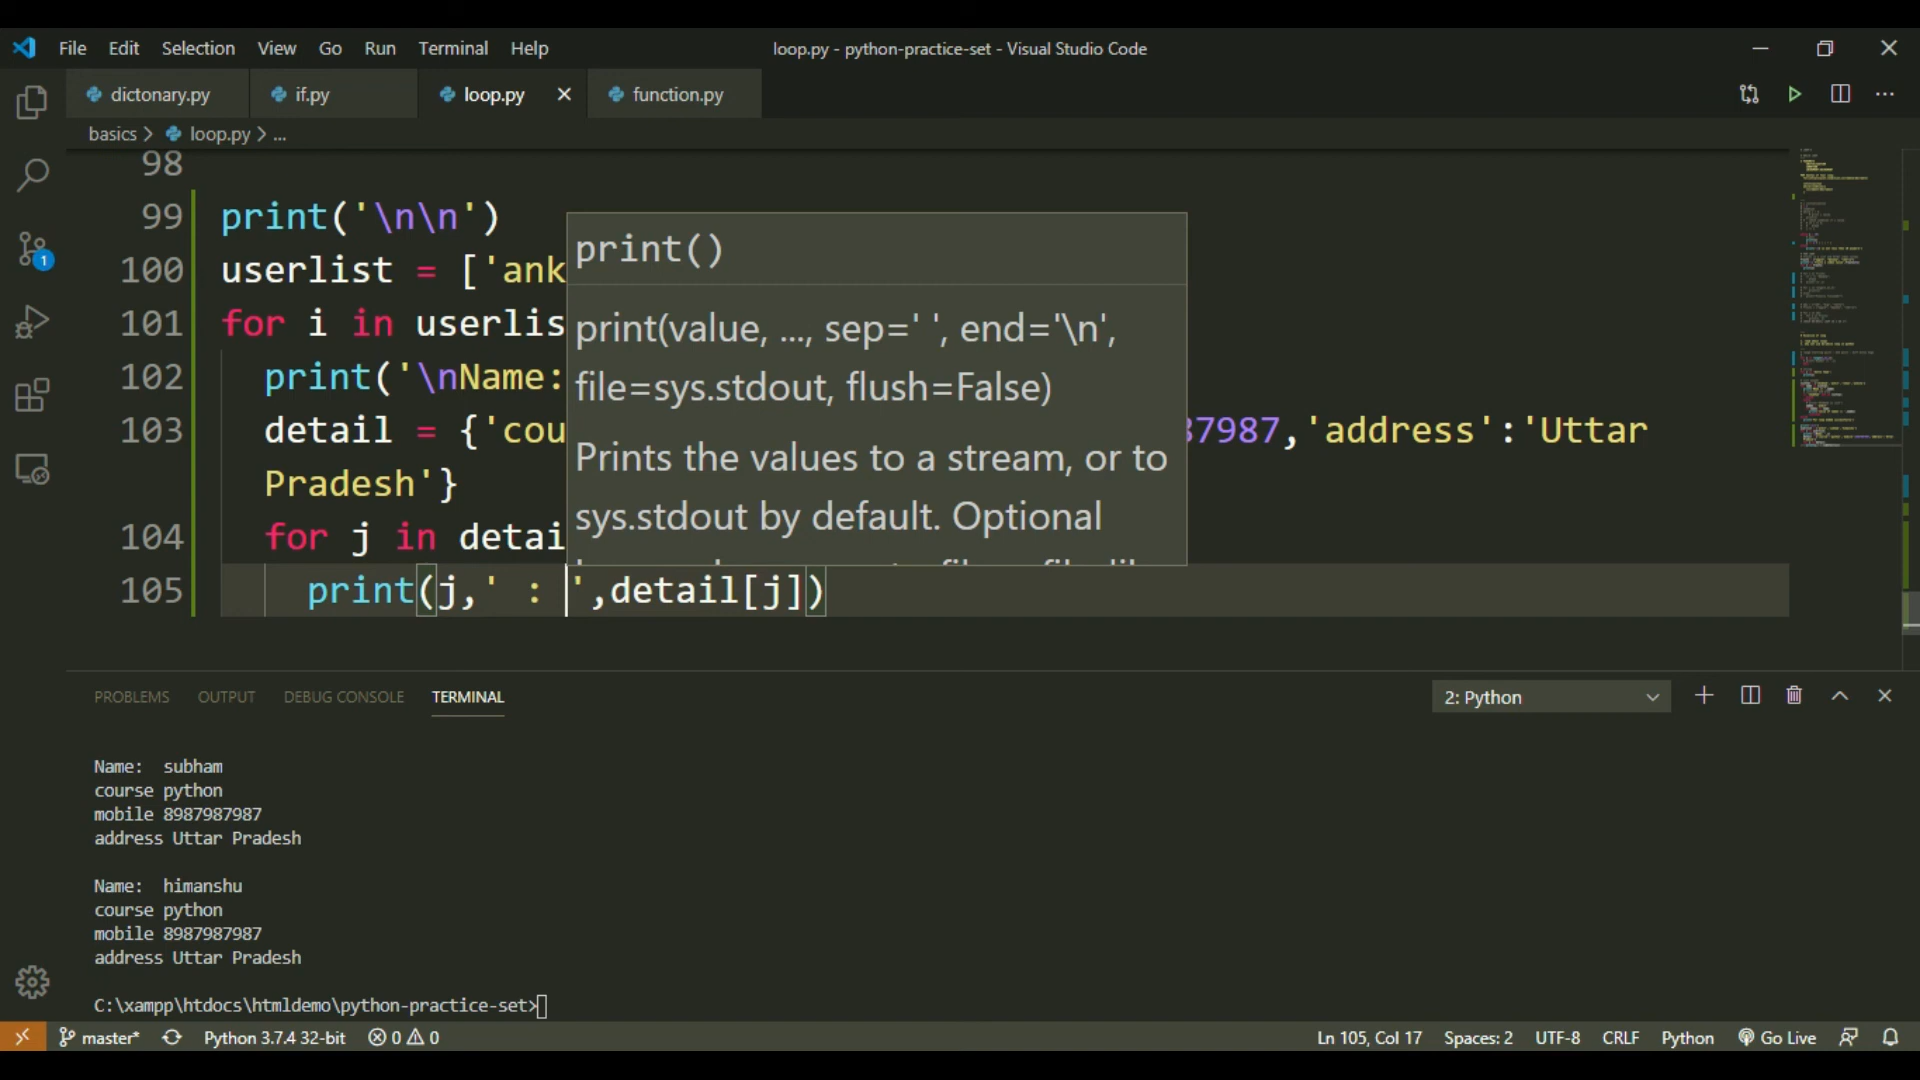 File Edit Selection View Go Run Terminal Help
loop.py - python-practice-set - Visual Studio Code
dictonary.py if.py loop.py function.py
basics > loop.py > ...
98
99 print('\n\n')
100 userlist = ['ank
101 for i in userlis
102 print('\nName:
103 detail = {'cou 37987,'address':'Uttar
Pradesh'}
104 for j in detai
105 print(j,' : ',detail[j])
print()
print(value, ..., sep=' ', end='\n',
file=sys.stdout, flush=False)
Prints the values to a stream, or to
sys.stdout by default. Optional
PROBLEMS OUTPUT DEBUG CONSOLE TERMINAL
2: Python
Name:  subham
course python
mobile 8987987987
address Uttar Pradesh
Name:  himanshu
course python
mobile 8987987987
address Uttar Pradesh
C:\xampp\htdocs\htmldemo\python-practice-set>
master* Python 3.7.4 32-bit 0 0
Ln 105, Col 17 Spaces: 2 UTF-8 CRLF Python Go Live
1